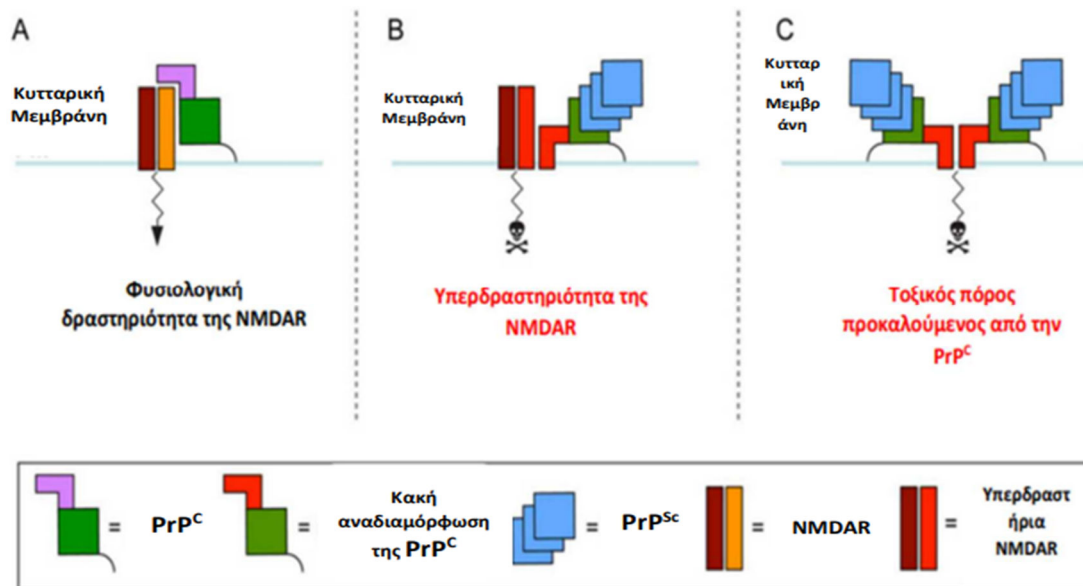 A
B
C
Κυτταρική
Μεμβράνη
Κυτταρική
Μεμβράνη
Κυτταρ
ική
Μεμβρ
άνη
Φυσιολογική
δραστηριότητα της NMDAR
Υπερδραστηριότητα της
NMDAR
Τοξικός πόρος
προκαλούμενος από την
PrPᶜ
= PrPᶜ
=
Κακή
αναδιαμόρφωση
της PrPᶜ
= PrPˢᶜ
= NMDAR
=
Υπερδραστ
ήρια
NMDAR